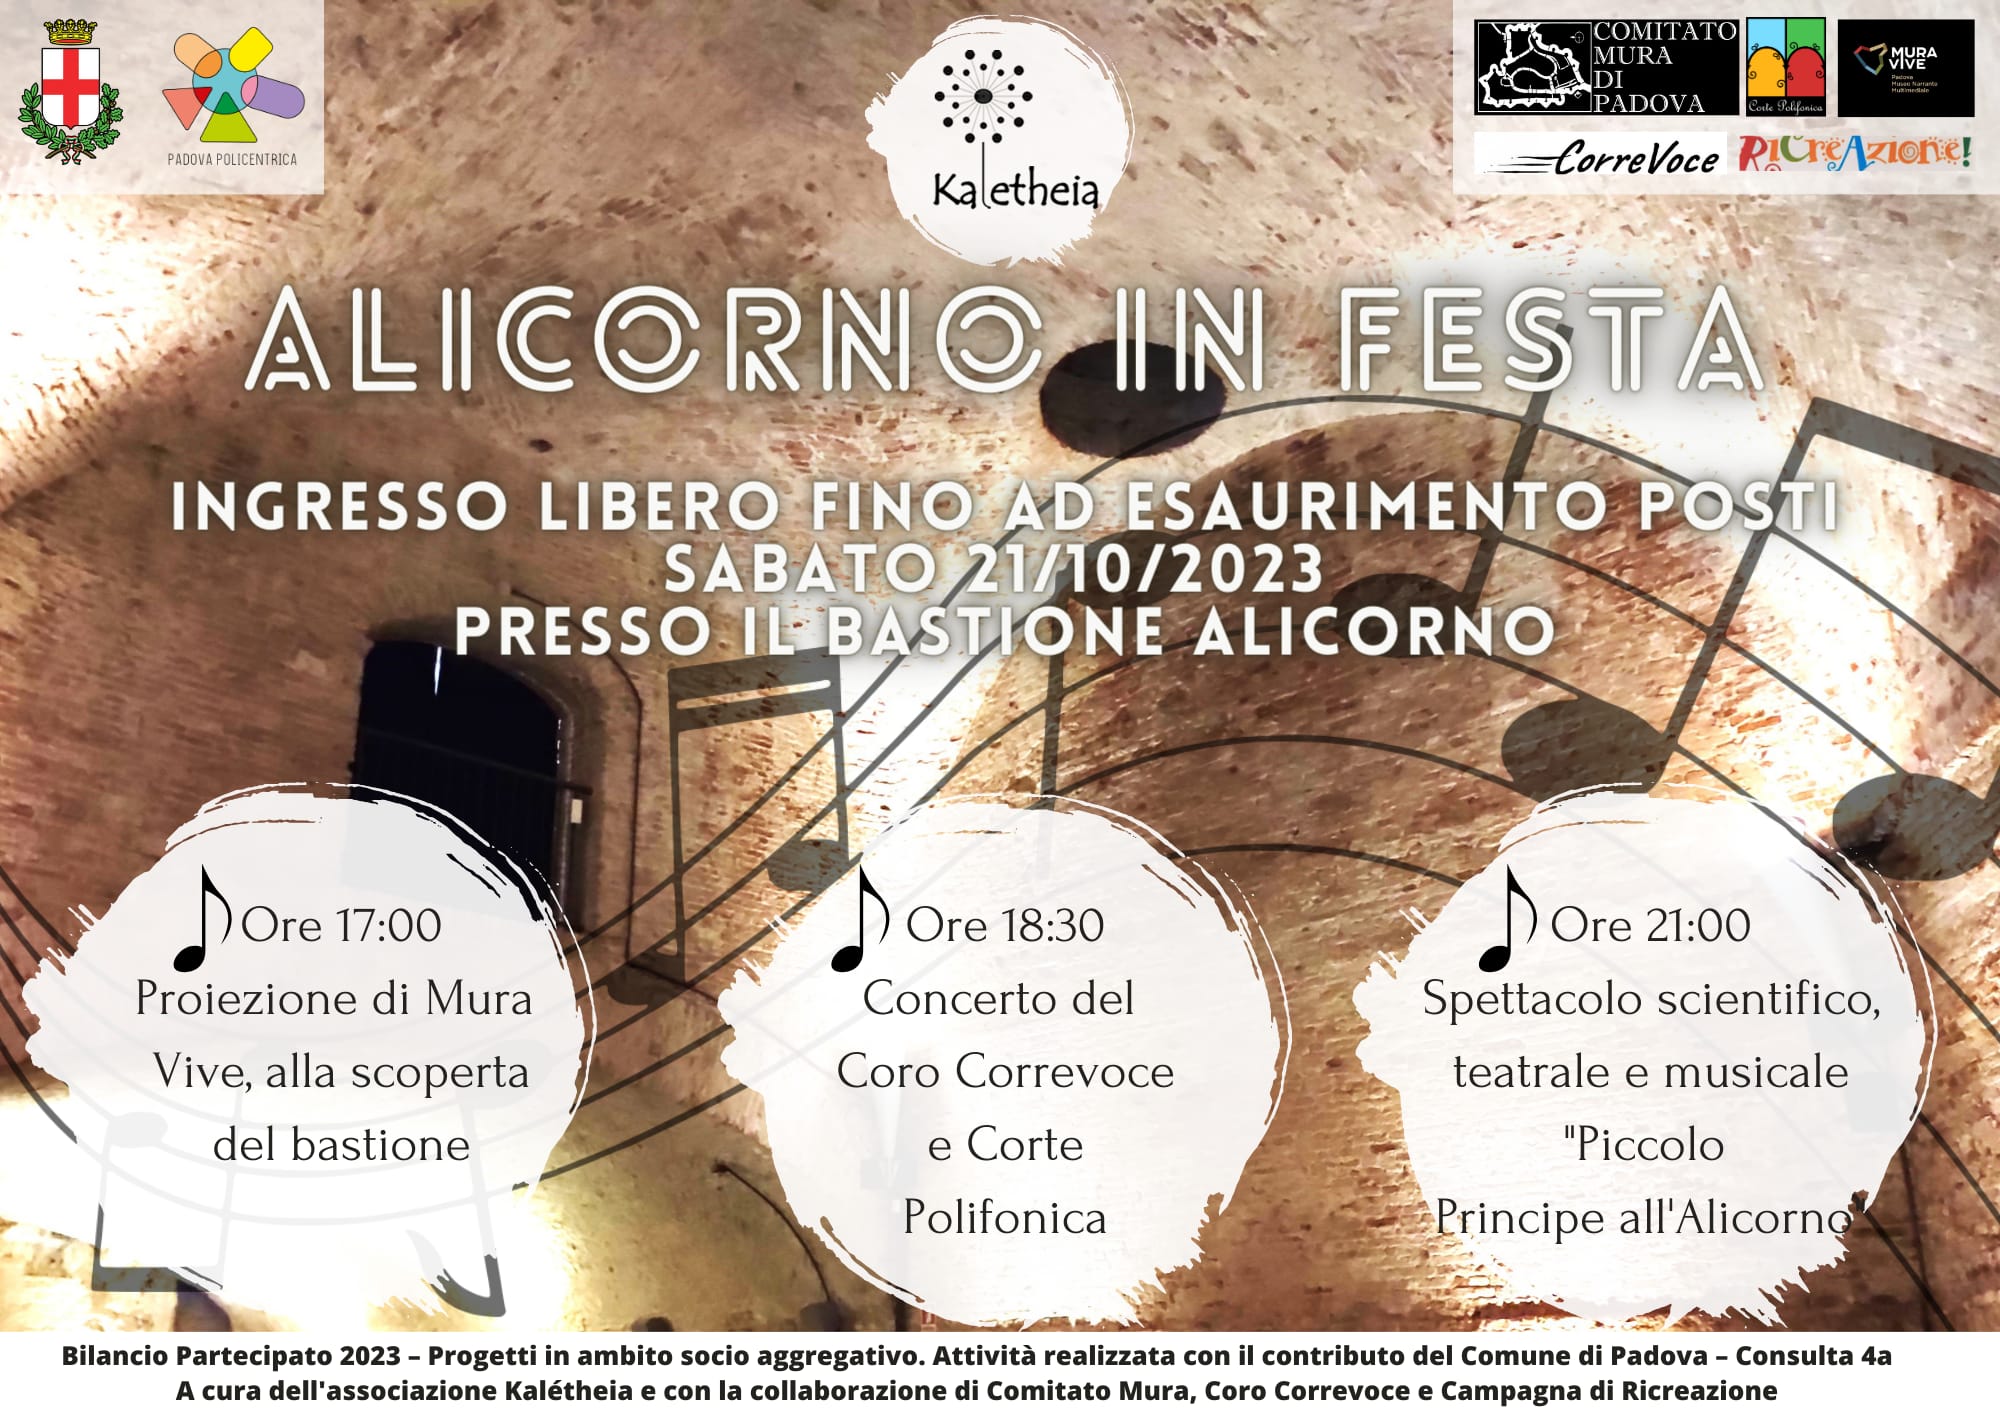 PADOVA POLICENTRICA
Kaletheia
COMITATO
MURA
DI
PADOVA
Corte Polifonica
MURA
VIVE
Padova
Museo Narrante
Multimediale
CorreVoce
RiCreAzione!
ALICORNO IN FESTA
INGRESSO LIBERO FINO AD ESAURIMENTO POSTI
SABATO 21/10/2023
PRESSO IL BASTIONE ALICORNO
Ore 17:00
Proiezione di Mura
Vive, alla scoperta
del bastione
Ore 18:30
Concerto del
Coro Correvoce
e Corte
Polifonica
Ore 21:00
Spettacolo scientifico,
teatrale e musicale
"Piccolo
Principe all'Alicorno"
Bilancio Partecipato 2023 – Progetti in ambito socio aggregativo. Attività realizzata con il contributo del Comune di Padova – Consulta 4a
A cura dell'associazione Kalétheia e con la collaborazione di Comitato Mura, Coro Correvoce e Campagna di Ricreazione